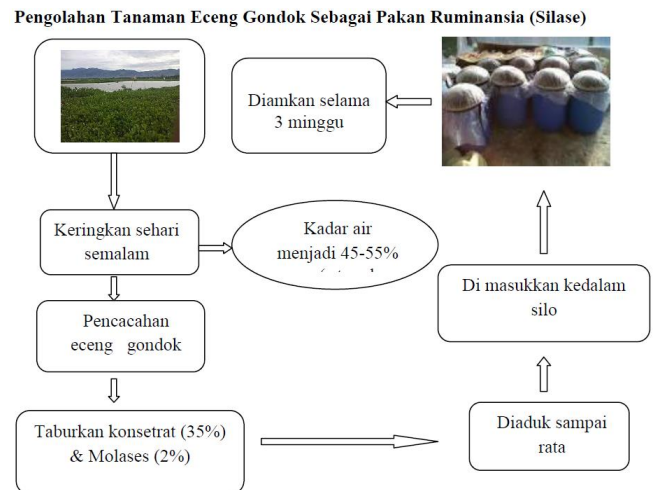 Pengolahan Tanaman Eceng Gondok Sebagai Pakan Ruminansia (Silase)
Diamkan selama
3 minggu
Keringkan sehari
semalam
Kadar air
menjadi 45-55%
Pencacahan
eceng gondok
Taburkan konsetrat (35%)
& Molases (2%)
Diaduk sampai
rata
Di masukkan kedalam
silo